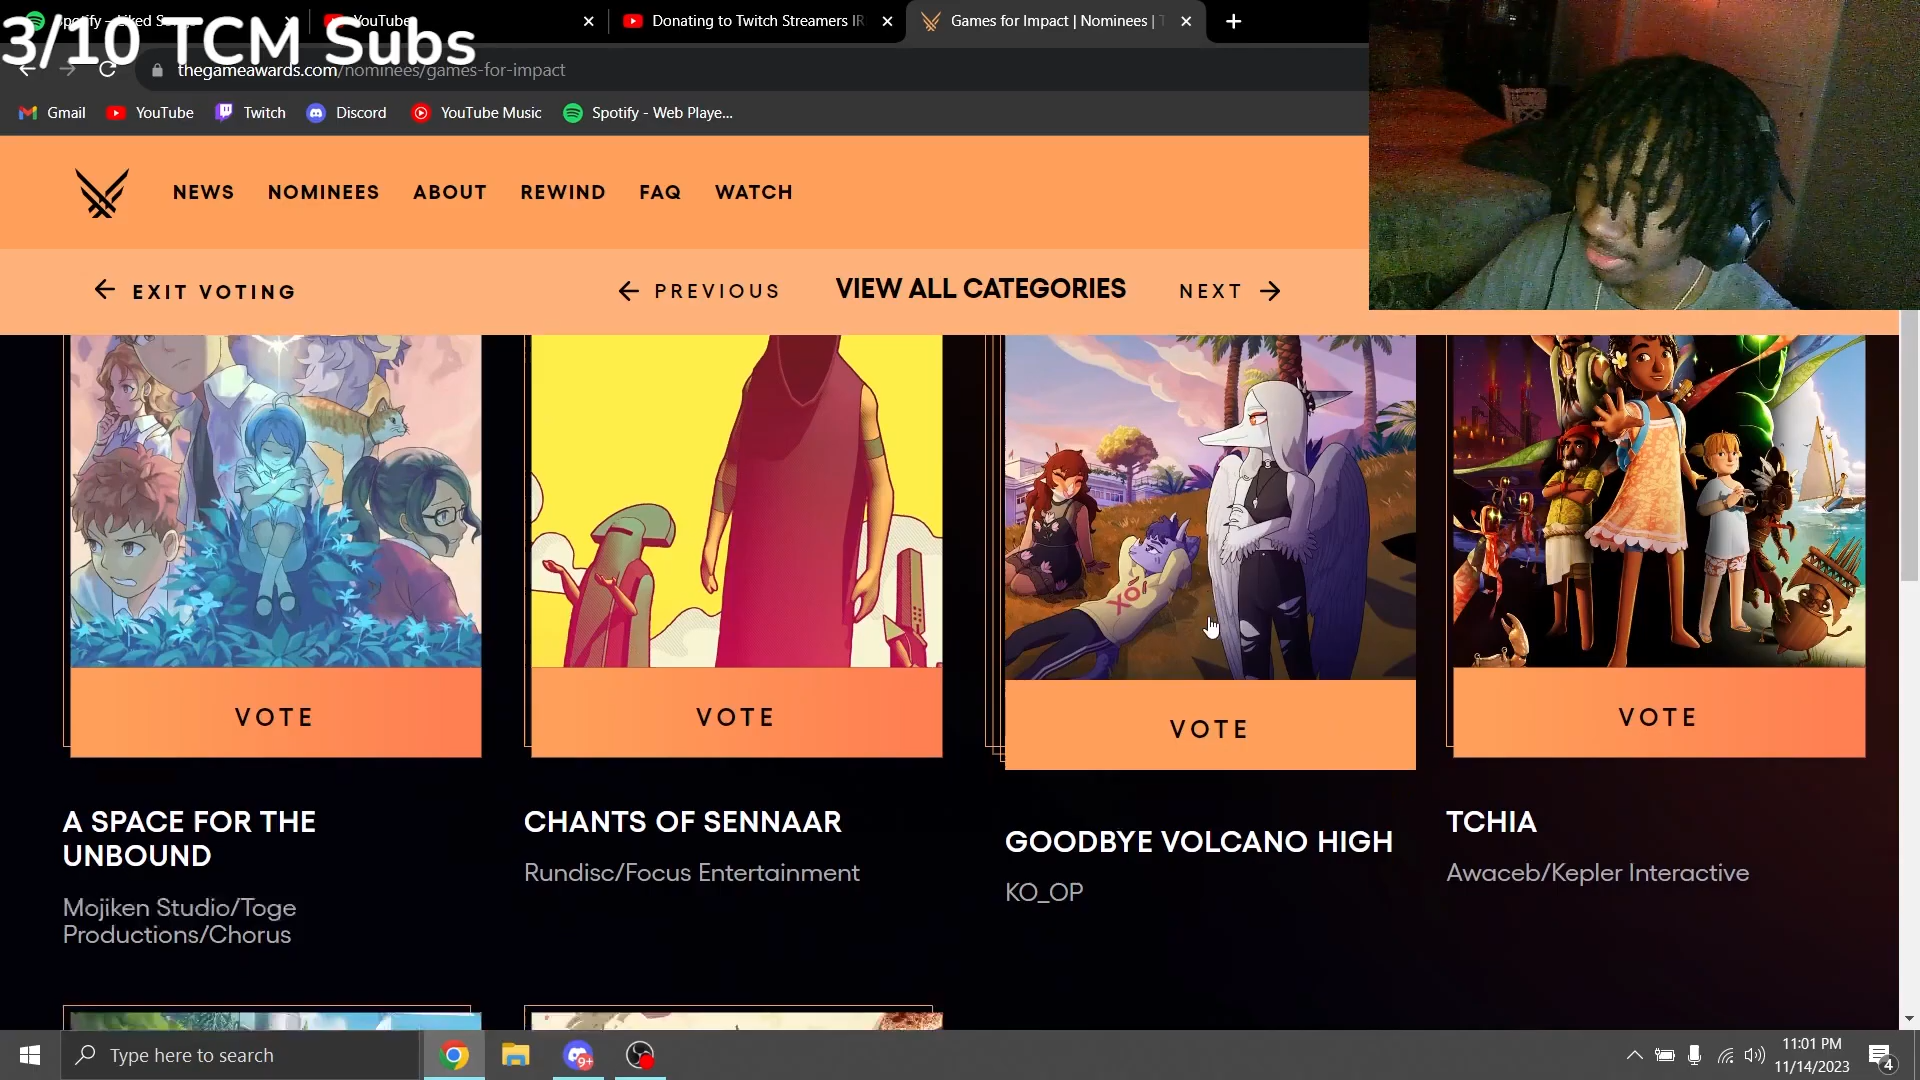 3/10 TCM Subs
YouTube
Donating to Twitch Streamers IR
Games for Impact | Nominees |
thegameawards.com/nominees/games-for-impact
Gmail
YouTube
Twitch
Discord
YouTube Music
Spotify - Web Playe...
NEWS
NOMINEES
ABOUT
REWIND
FAQ
WATCH
EXIT VOTING
PREVIOUS
VIEW ALL CATEGORIES
NEXT
XOI
VOTE
VOTE
VOTE
VOTE
A SPACE FOR THE
UNBOUND
Mojiken Studio/Toge
Productions/Chorus
CHANTS OF SENNAAR
Rundisc/Focus Entertainment
GOODBYE VOLCANO HIGH
KO_OP
TCHIA
Awaceb/Kepler Interactive
Type here to search
9+
11:01 PM
11/14/2023
4